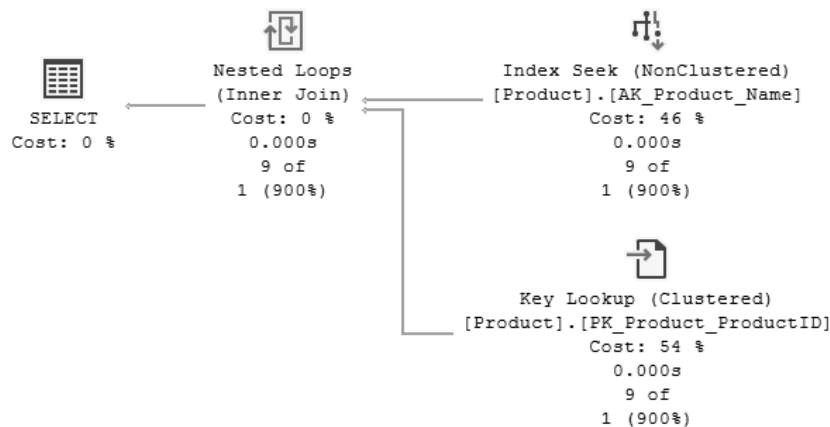 SELECT
Cost: 0 %
Nested Loops
(Inner Join)
Cost: 0 %
0.000s
9 of
1 (900%)
Index Seek (NonClustered)
[Product].[AK_Product_Name]
Cost: 46 %
0.000s
9 of
1 (900%)
Key Lookup (Clustered)
[Product].[PK_Product_ProductID]
Cost: 54 %
0.000s
9 of
1 (900%)